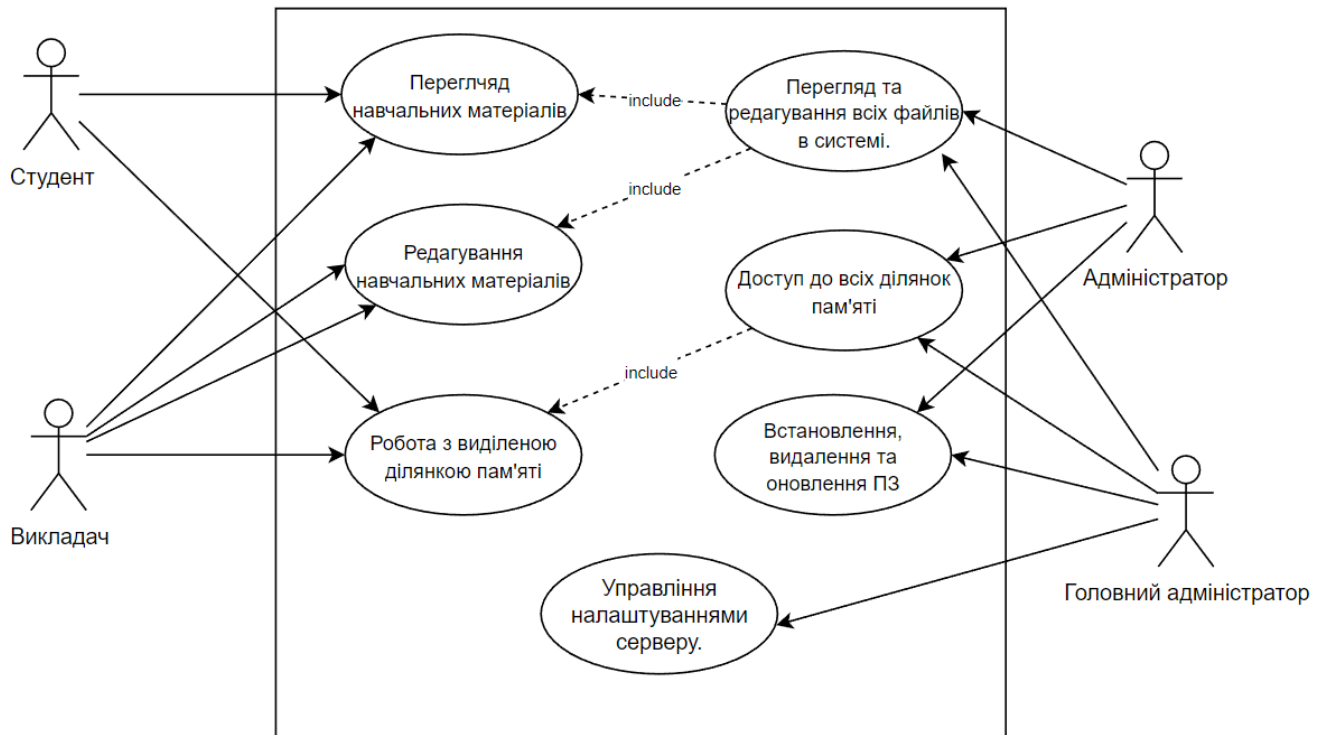 Переглчяд
навчальних матеріалів
include
Перегляд та
редагування всіх файлів
в системі.
Студент
include
Адміністратор
Редагування
навчальних матеріалів
Доступ до всіх ділянок
пам'яті
include
Робота з виділеною
ділянкою пам'яті
Встановлення,
видалення та
оновлення ПЗ
Викладач
Управління
налаштуваннями
серверу.
Головний адміністратор